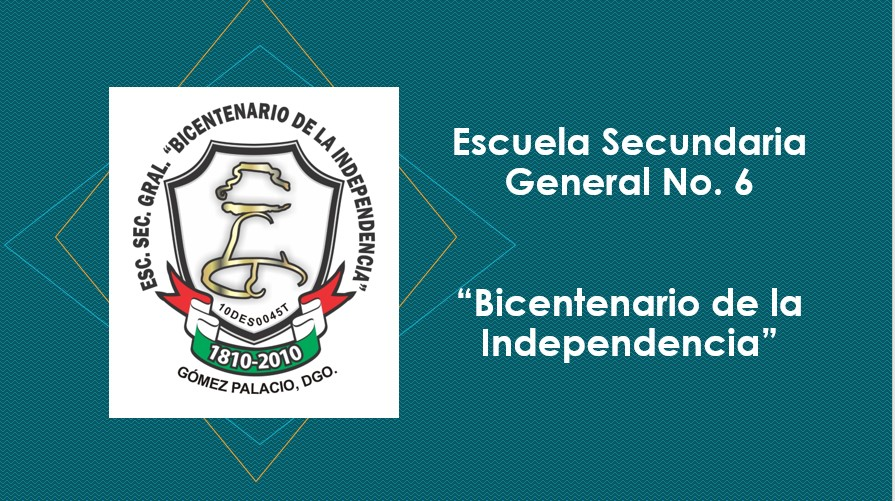 ESC. SEC. GRAL. “BICENTENARIO DE LA INDEPENDENCIA”
10DES0045T
1810-2010
GÓMEZ PALACIO, DGO.
Escuela Secundaria
General No. 6
“Bicentenario de la
Independencia”